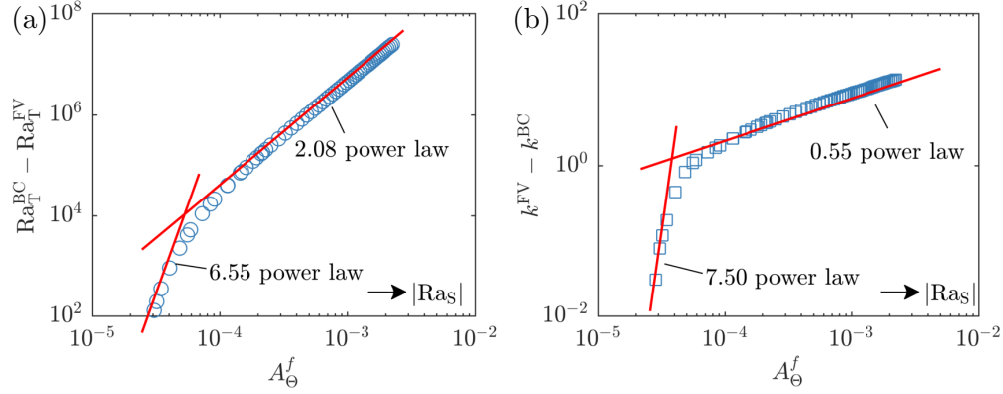 (a)
10^8
10^6
10^4
10^2
Ra_T^BC − Ra_T^FV
2.08 power law
6.55 power law
|Ra_S|
10^-5
10^-4
10^-3
10^-2
A_Θ^f
(b)
10^2
10^0
10^-2
k^FV − k^BC
0.55 power law
7.50 power law
|Ra_S|
10^-5
10^-4
10^-3
10^-2
A_Θ^f